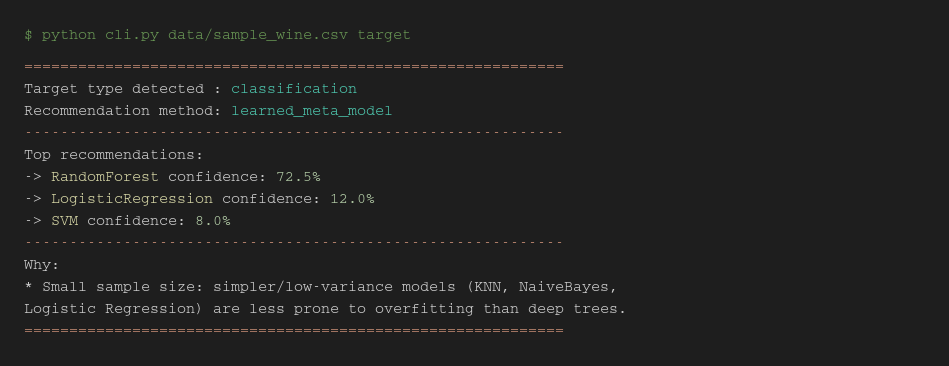 $ python cli.py data/sample_wine.csv target
============================================================
Target type detected : classification
Recommendation method: learned_meta_model
------------------------------------------------------------
Top recommendations:
-> RandomForest confidence: 72.5%
-> LogisticRegression confidence: 12.0%
-> SVM confidence: 8.0%
------------------------------------------------------------
Why:
* Small sample size: simpler/low-variance models (KNN, NaiveBayes,
Logistic Regression) are less prone to overfitting than deep trees.
============================================================